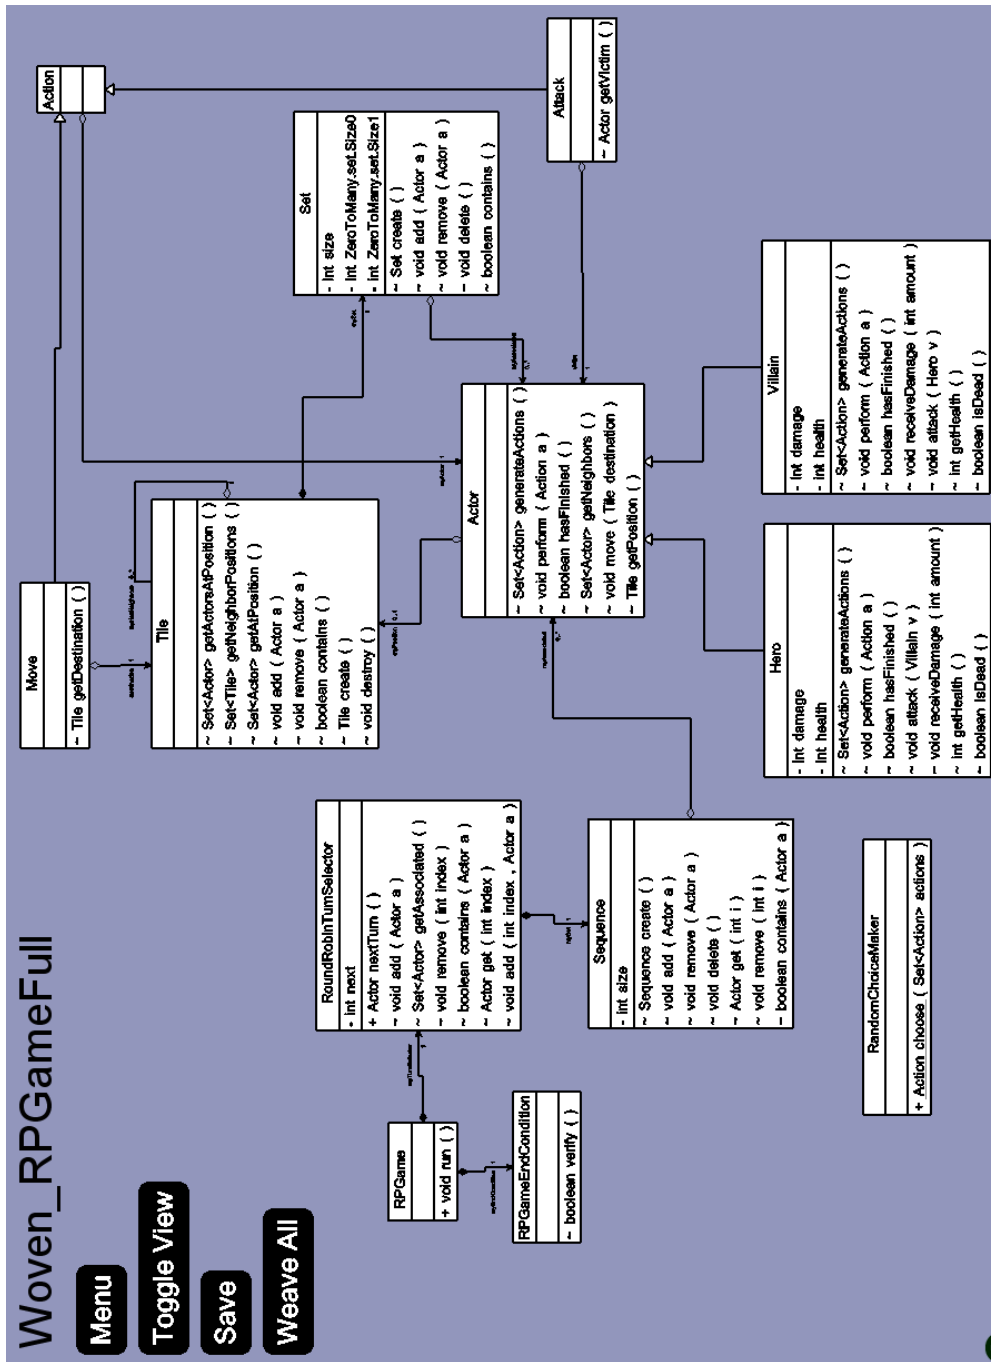 Woven_RPGameFull
Menu
Toggle View
Save
Weave All
Move
~ Tile getDestination ( )
Action
Tile
~ Set<Actor> getActorsAtPosition ( )
~ Set<Tile> getNeighborPositions ( )
~ Set<Actor> getAtPosition ( )
~ void add ( Actor a )
~ void remove ( Actor a )
~ boolean contains ( )
~ Tile create ( )
~ void destroy ( )
Set
- int size
- int ZeroToMany.set.Size0
- int ZeroToMany.set.Size1
~ Set create ( )
~ void add ( Actor a )
~ void remove ( Actor a )
~ void delete ( )
~ boolean contains ( )
Attack
~ Actor getVictim ( )
RoundRobinTurnSelector
- int next
+ Actor nextTurn ( )
~ void add ( Actor a )
~ Set<Actor> getAssociated ( )
~ void remove ( int index )
~ boolean contains ( Actor a )
~ Actor get ( int index )
~ void add ( int index , Actor a )
RPGame
+ void run ( )
RPGameEndCondition
~ boolean verify ( )
Actor
~ Set<Action> generateActions ( )
~ void perform ( Action a )
~ boolean hasFinished ( )
~ Set<Actor> getNeighbors ( )
~ void move ( Tile destination )
~ Tile getPosition ( )
Sequence
- int size
~ Sequence create ( )
~ void add ( Actor a )
~ void remove ( Actor a )
~ void delete ( )
~ Actor get ( int i )
~ void remove ( int i )
~ boolean contains ( Actor a )
Hero
- int damage
- int health
~ Set<Action> generateActions ( )
~ void perform ( Action a )
~ boolean hasFinished ( )
~ void attack ( Villain v )
~ void receiveDamage ( int amount )
~ int getHealth ( )
~ boolean isDead ( )
Villain
- int damage
- int health
~ Set<Action> generateActions ( )
~ void perform ( Action a )
~ boolean hasFinished ( )
~ void receiveDamage ( int amount )
~ void attack ( Hero v )
~ int getHealth ( )
~ boolean isDead ( )
RandomChoiceMaker
+ Action choose ( Set<Action> actions )